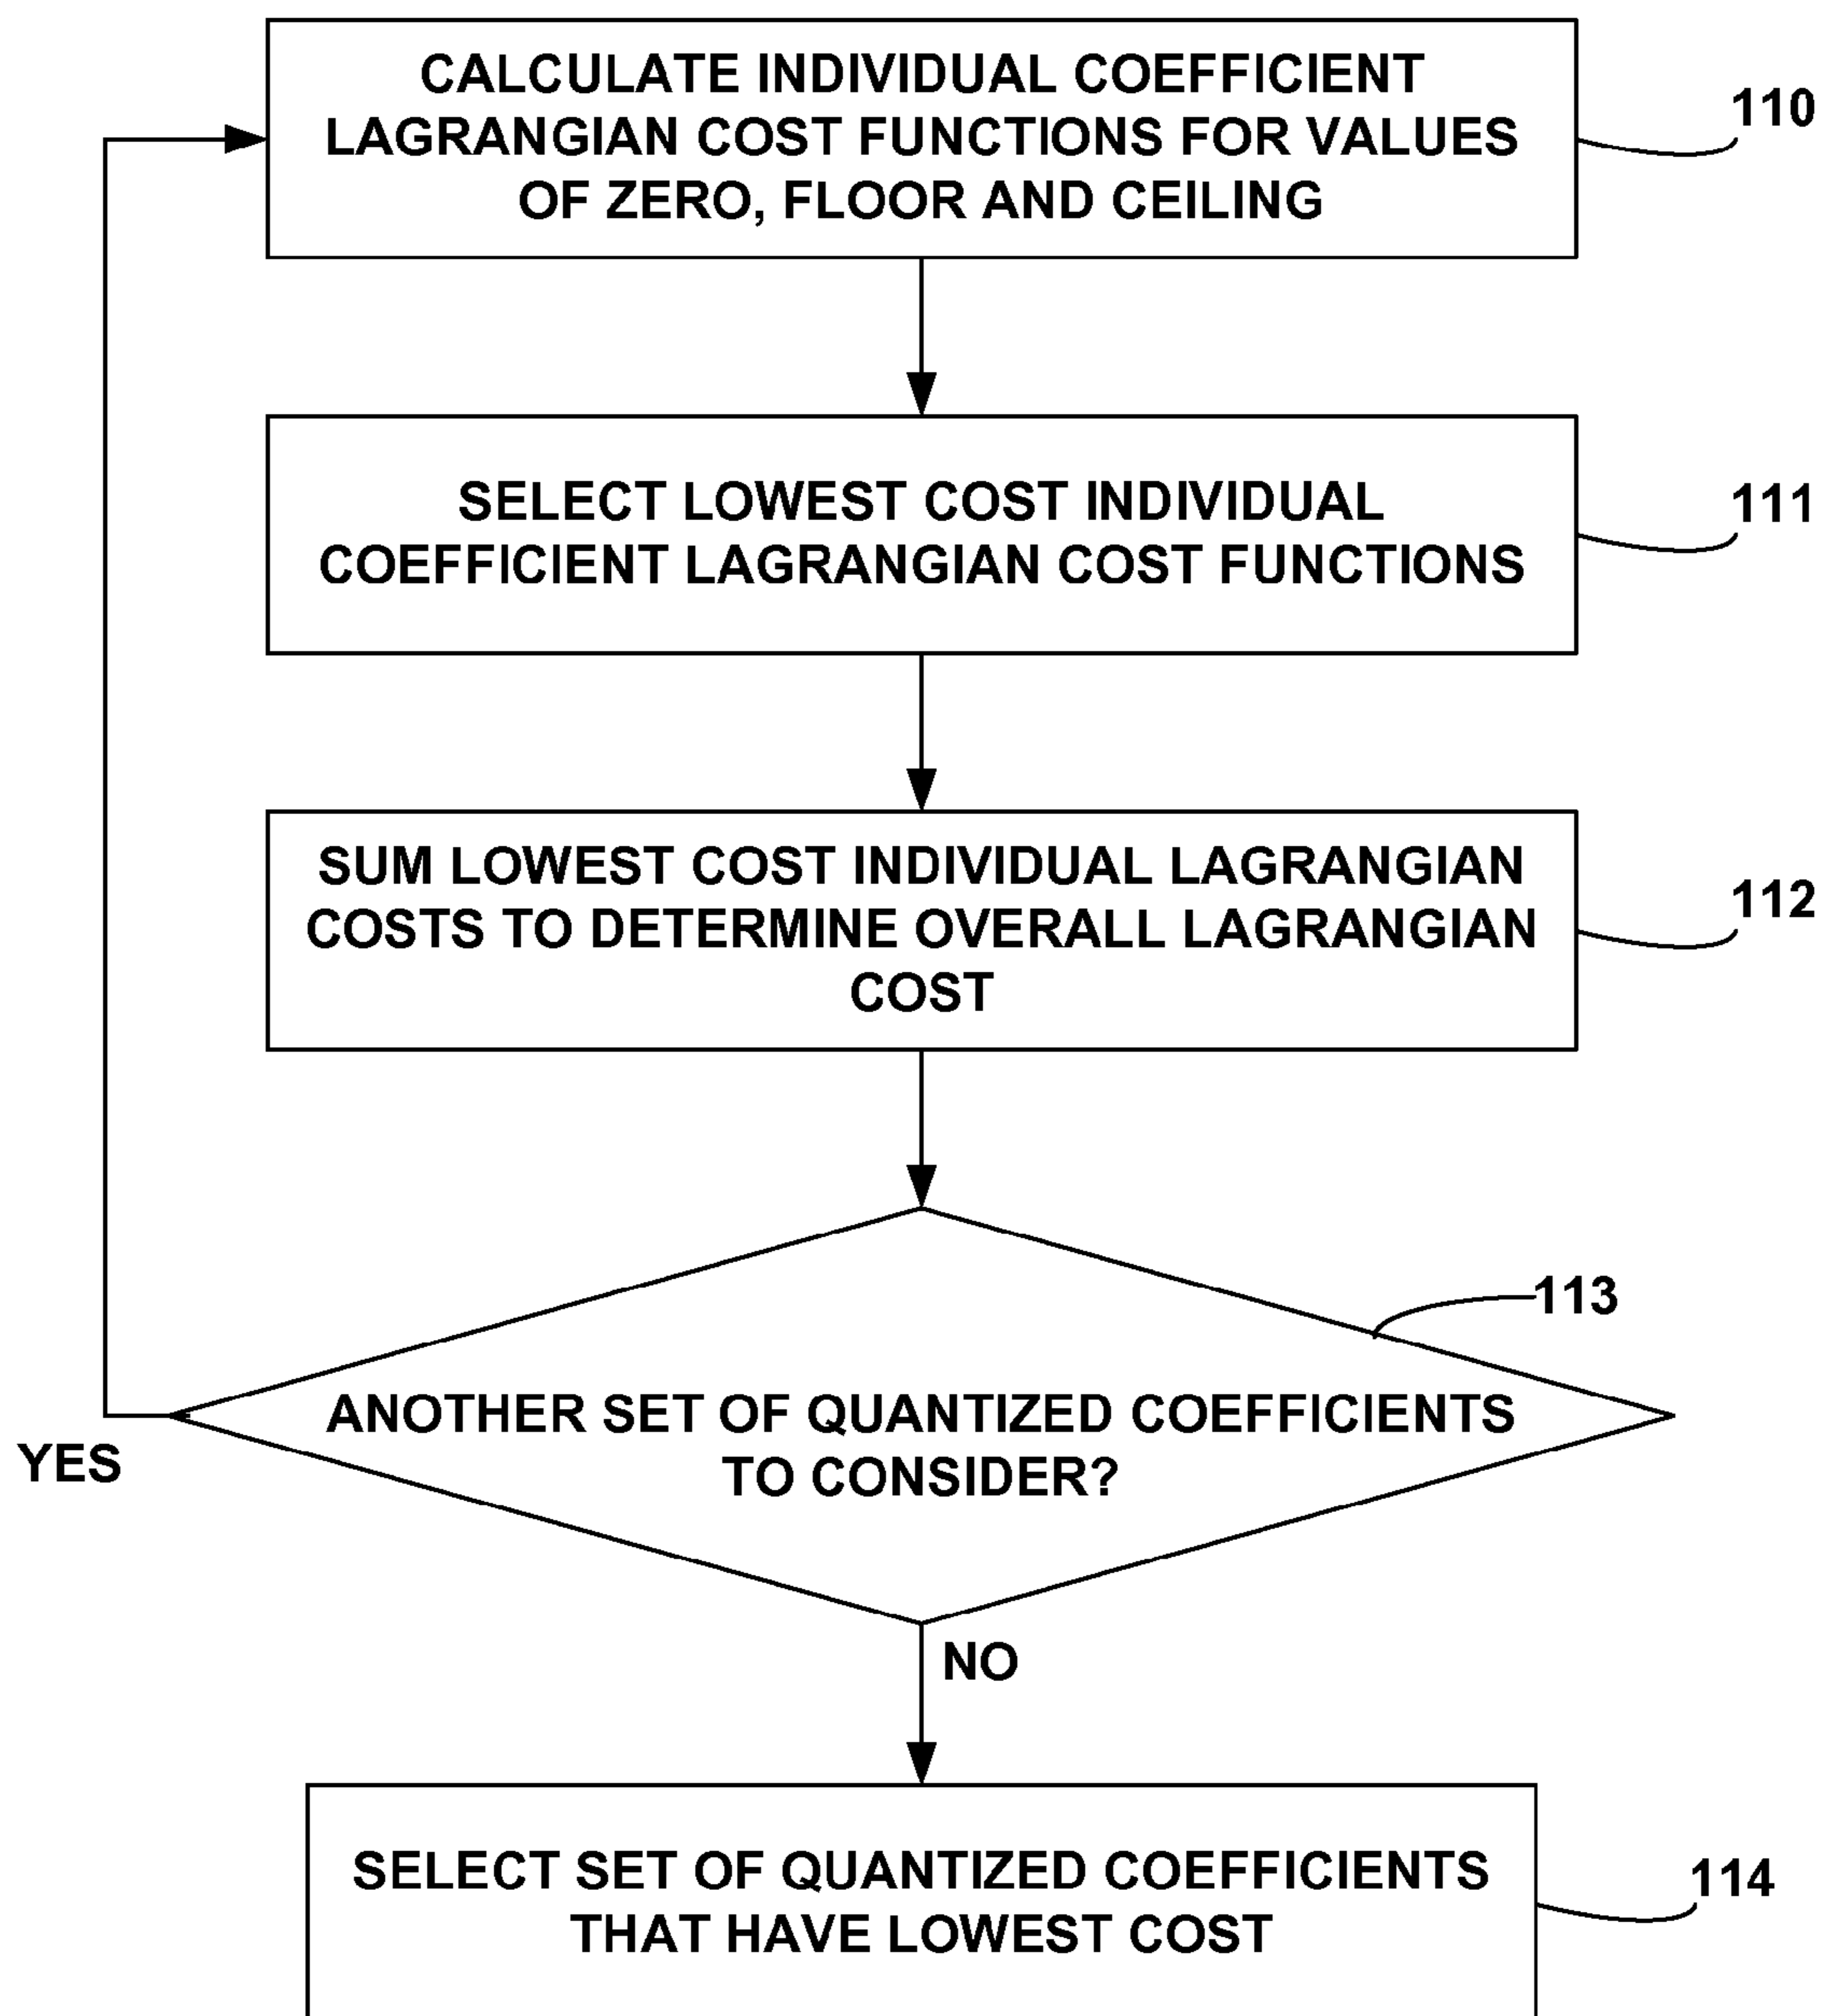 CALCULATE INDIVIDUAL COEFFICIENT
LAGRANGIAN COST FUNCTIONS FOR VALUES
OF ZERO, FLOOR AND CEILING
110
SELECT LOWEST COST INDIVIDUAL
COEFFICIENT LAGRANGIAN COST FUNCTIONS
111
SUM LOWEST COST INDIVIDUAL LAGRANGIAN
COSTS TO DETERMINE OVERALL LAGRANGIAN
COST
112
113
ANOTHER SET OF QUANTIZED COEFFICIENTS
TO CONSIDER?
YES
NO
SELECT SET OF QUANTIZED COEFFICIENTS
THAT HAVE LOWEST COST
114